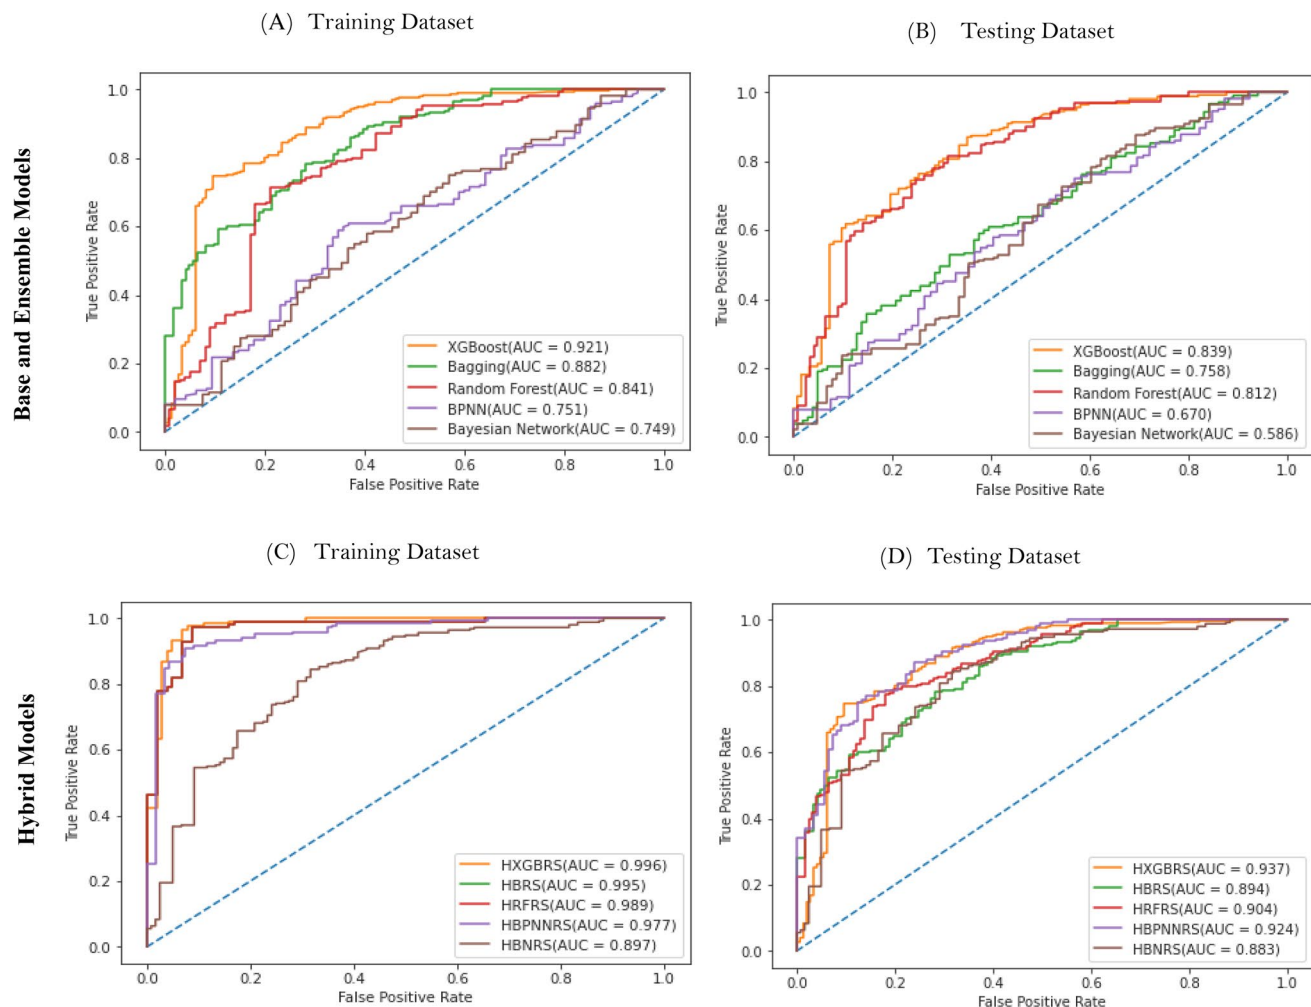 (A) Training Dataset
(B) Testing Dataset
Base and Ensemble Models
True Positive Rate
1.0
0.8
0.6
0.4
0.2
0.0
XGBoost(AUC = 0.921)
Bagging(AUC = 0.882)
Random Forest(AUC = 0.841)
BPNN(AUC = 0.751)
Bayesian Network(AUC = 0.749)
0.0 0.2 0.4 0.6 0.8 1.0
False Positive Rate
True Positive Rate
1.0
0.8
0.6
0.4
0.2
0.0
XGBoost(AUC = 0.839)
Bagging(AUC = 0.758)
Random Forest(AUC = 0.812)
BPNN(AUC = 0.670)
Bayesian Network(AUC = 0.586)
0.0 0.2 0.4 0.6 0.8 1.0
False Positive Rate
(C) Training Dataset
(D) Testing Dataset
Hybrid Models
True Positive Rate
1.0
0.8
0.6
0.4
0.2
0.0
HXGBRS(AUC = 0.996)
HBRS(AUC = 0.995)
HRFRS(AUC = 0.989)
HBPNNRS(AUC = 0.977)
HBNRS(AUC = 0.897)
0.0 0.2 0.4 0.6 0.8 1.0
False Positive Rate
True Positive Rate
1.0
0.8
0.6
0.4
0.2
0.0
HXGBRS(AUC = 0.937)
HBRS(AUC = 0.894)
HRFRS(AUC = 0.904)
HBPNNRS(AUC = 0.924)
HBNRS(AUC = 0.883)
0.0 0.2 0.4 0.6 0.8 1.0
False Positive Rate